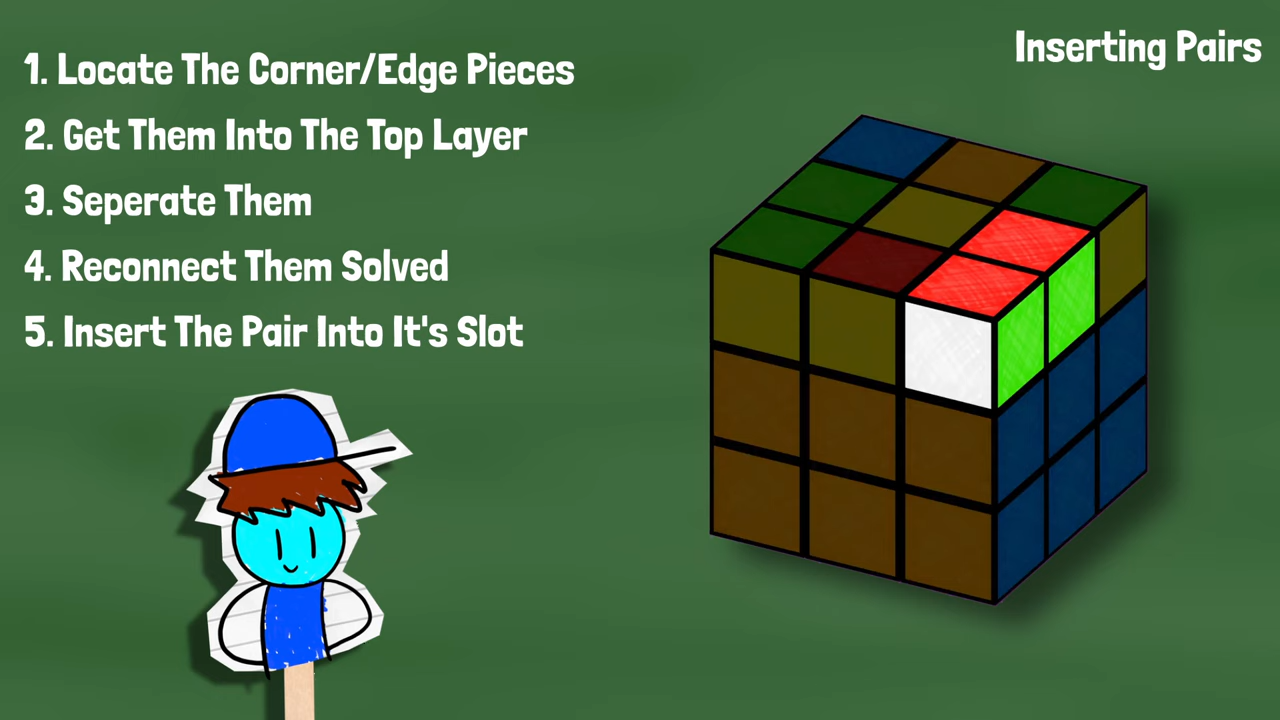 Inserting Pairs
1. Locate The Corner/Edge Pieces
2. Get Them Into The Top Layer
3. Seperate Them
4. Reconnect Them Solved
5. Insert The Pair Into It's Slot